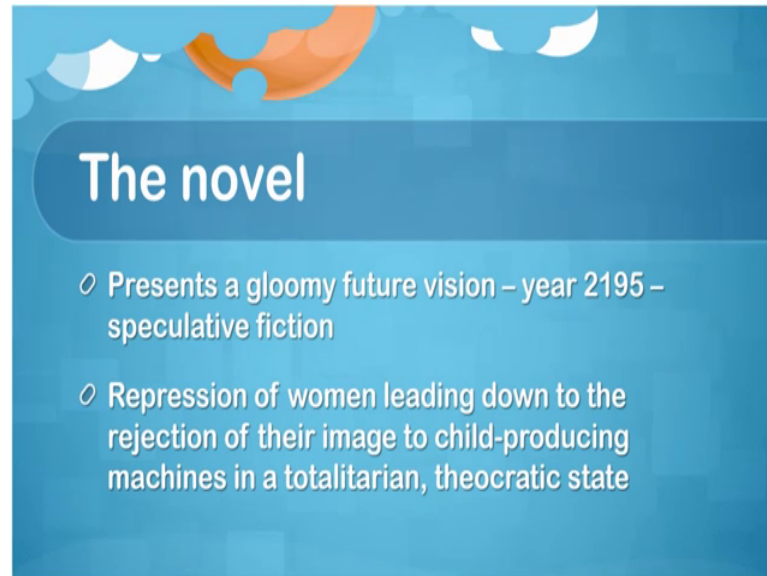 The novel
Presents a gloomy future vision – year 2195 –
speculative fiction
Repression of women leading down to the
rejection of their image to child-producing
machines in a totalitarian, theocratic state